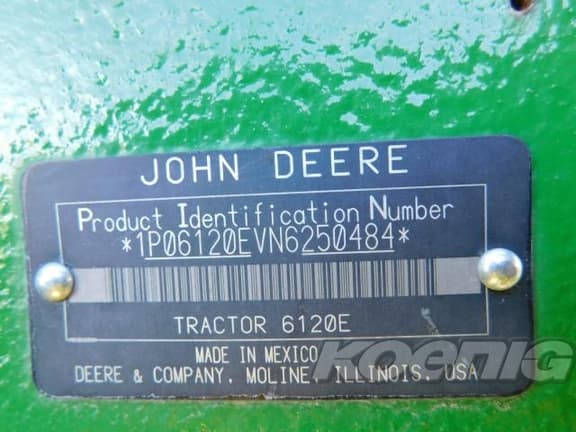 JOHN DEERE
Product Identification Number
*1P06120EVN6250484*
TRACTOR 6120E
MADE IN MEXICO
DEERE & COMPANY, MOLINE, ILLINOIS, USA
Koenig